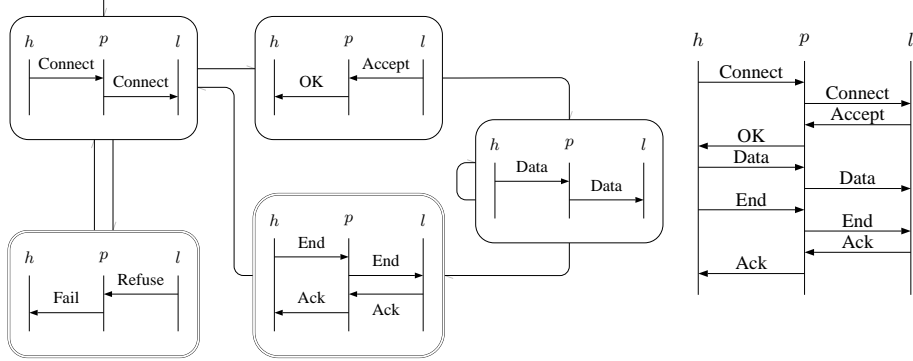 h p l
Connect
Connect
h p l
Accept
OK
h p l
Data
Data
h p l
Refuse
Fail
h p l
End
End
Ack
Ack
h p l
Connect
Connect
Accept
OK
Data
Data
End
End
Ack
Ack